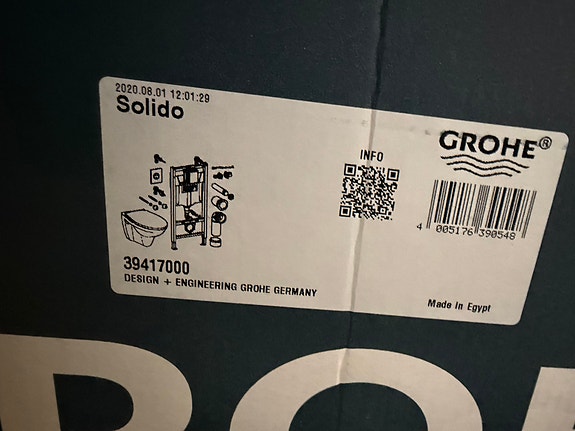 2020.08.01 12:01:29
Solido
GROHE®
INFO
4 005176 390548
39417000
DESIGN + ENGINEERING GROHE GERMANY
Made in Egypt